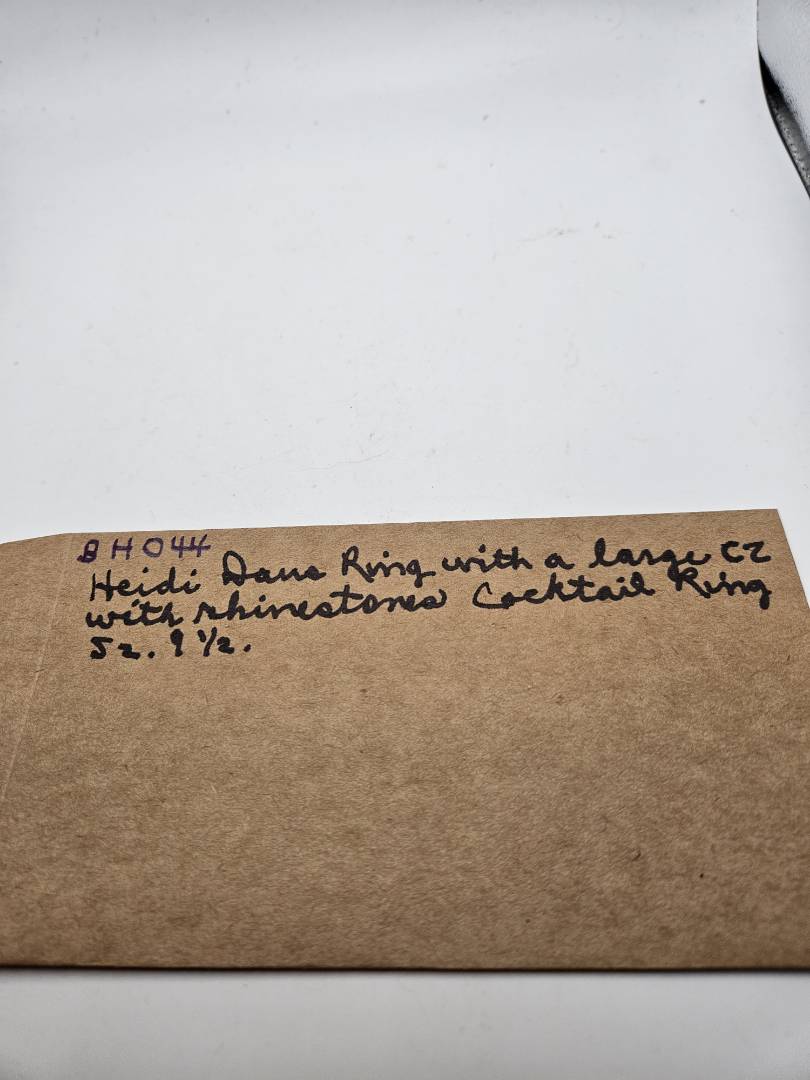 BH044
Heidi Daus Ring with a large CZ
with rhinestones Cocktail Ring
Sz. 9 1/2.